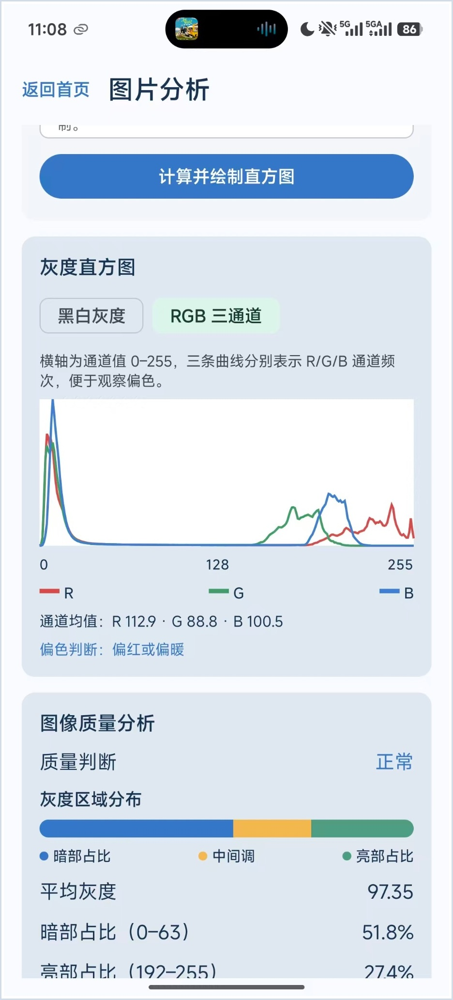 11:08
5G
5GA
86
返回首页 图片分析
制。
计算并绘制直方图
灰度直方图
黑白灰度
RGB 三通道
横轴为通道值 0–255，三条曲线分别表示 R/G/B 通道频
次，便于观察偏色。
0 128 255
R G B
通道均值：R 112.9 · G 88.8 · B 100.5
偏色判断：偏红或偏暖
图像质量分析
质量判断 正常
灰度区域分布
暗部占比 中间调 亮部占比
平均灰度 97.35
暗部占比（0–63） 51.8%
亮部占比（192–255） 27.4%